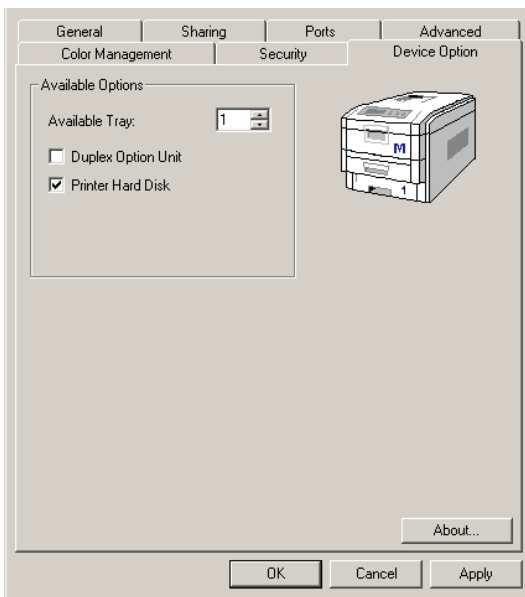 General Sharing Ports Advanced
Color Management Security Device Option
Available Options
Available Tray: 1
Duplex Option Unit
Printer Hard Disk
M
1
About...
OK Cancel Apply